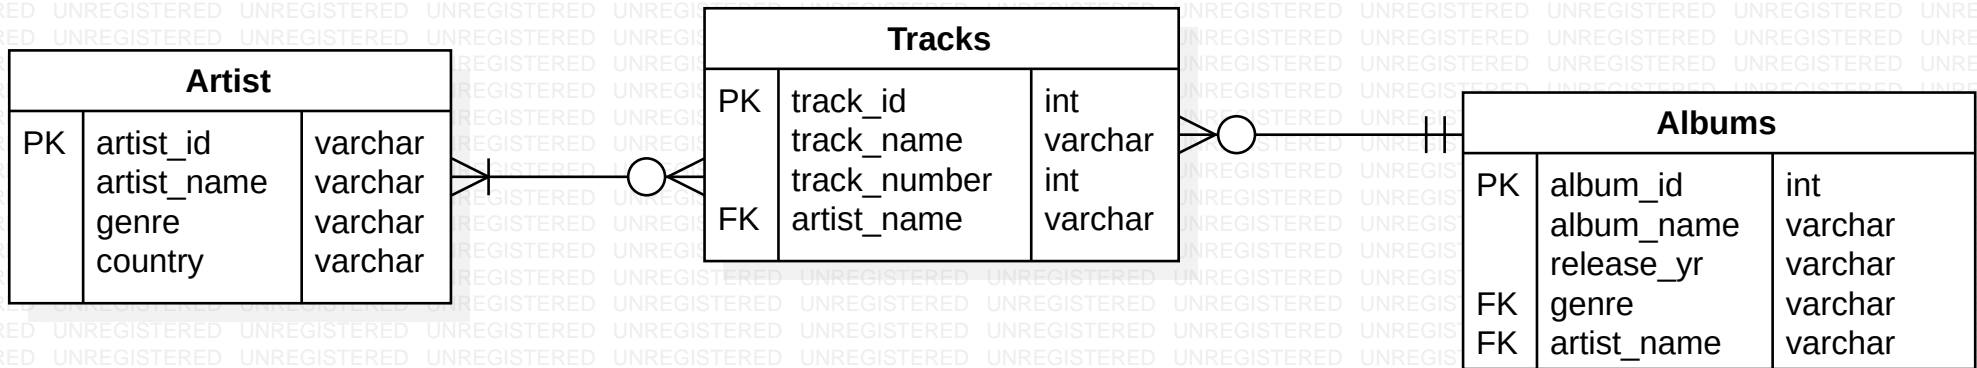 Artist
PK artist_id varchar
artist_name varchar
genre varchar
country varchar
Tracks
PK track_id int
track_name varchar
track_number int
FK artist_name varchar
Albums
PK album_id int
album_name varchar
release_yr varchar
FK genre varchar
FK artist_name varchar
UNREGISTERED